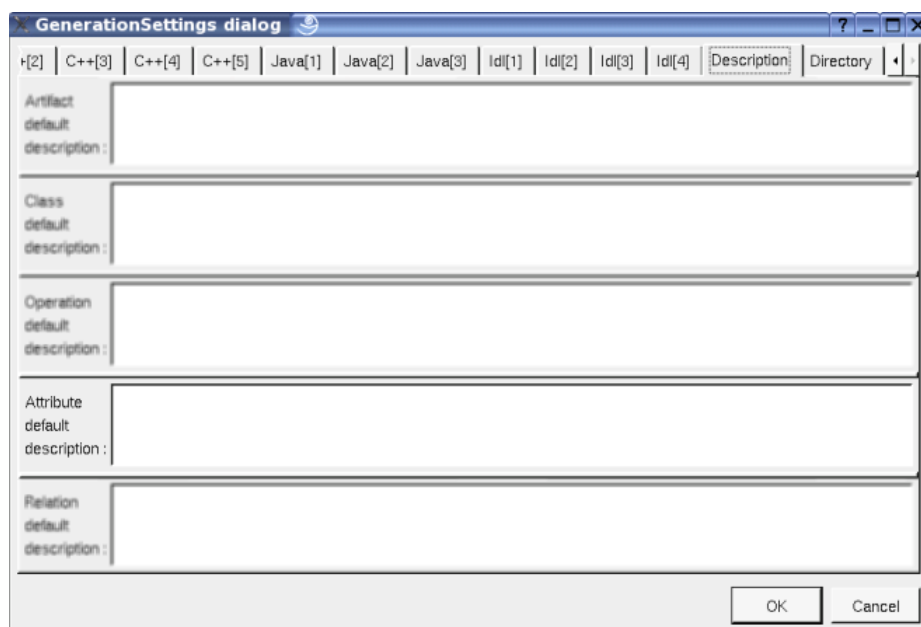 GenerationSettings dialog
+[2] C++[3] C++[4] C++[5] Java[1] Java[2] Java[3] Idl[1] Idl[2] Idl[3] Idl[4] Description Directory
Artifact
default
description :
Class
default
description :
Operation
default
description :
Attribute
default
description :
Relation
default
description :
OK Cancel